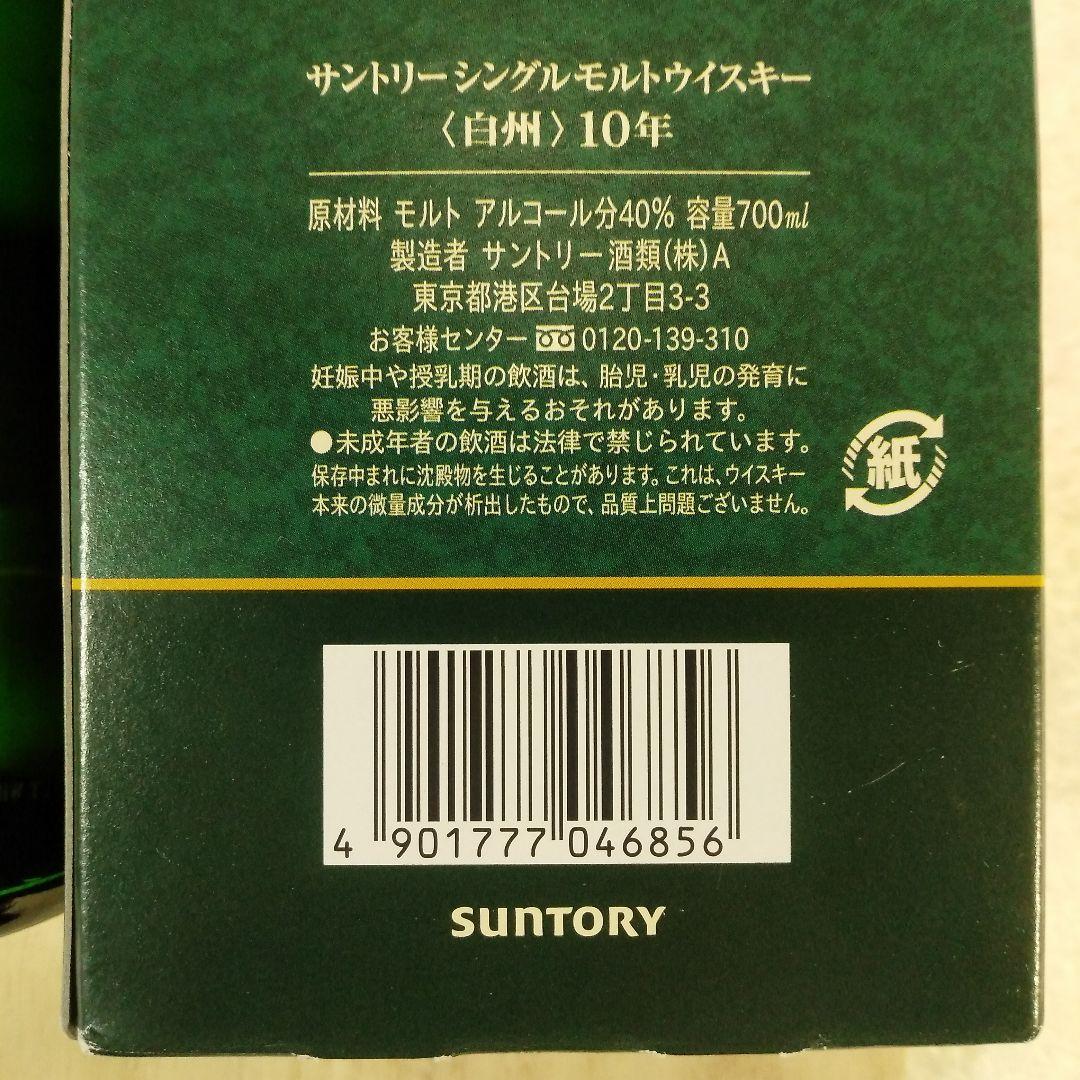 サントリーシングルモルトウイスキー
〈白州〉10年
原材料 モルト アルコール分40% 容量700ml
製造者 サントリー酒類(株)A
東京都港区台場2丁目3-3
お客様センター 0120-139-310
妊娠中や授乳期の飲酒は、胎児・乳児の発育に
悪影響を与えるおそれがあります。
●未成年者の飲酒は法律で禁じられています。
保存中まれに沈殿物を生じることがあります。これは、ウイスキー
本来の微量成分が析出したもので、品質上問題ございません。
紙
4 901777 046856
SUNTORY